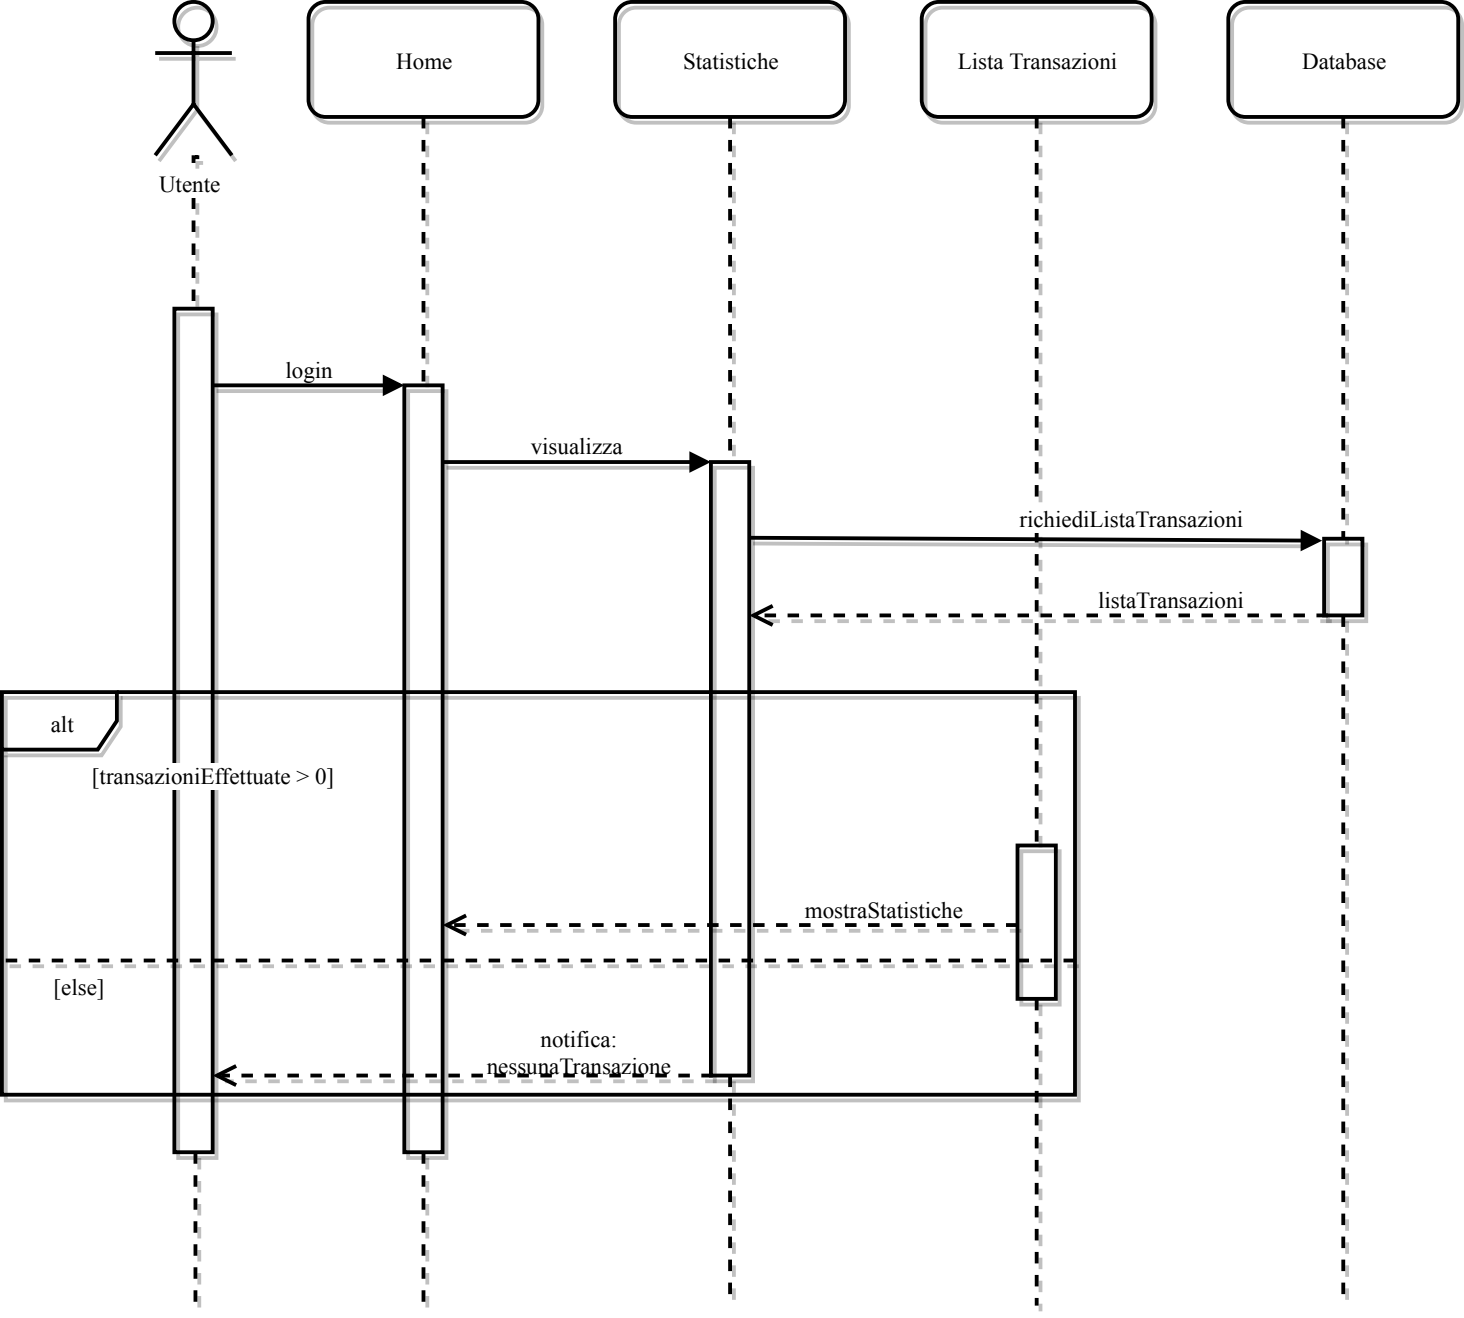 Home
Statistiche
Lista Transazioni
Database
Utente
login
visualizza
richiediListaTransazioni
listaTransazioni
alt
[transazioniEffettuate > 0]
mostraStatistiche
[else]
notifica:
nessunaTransazione